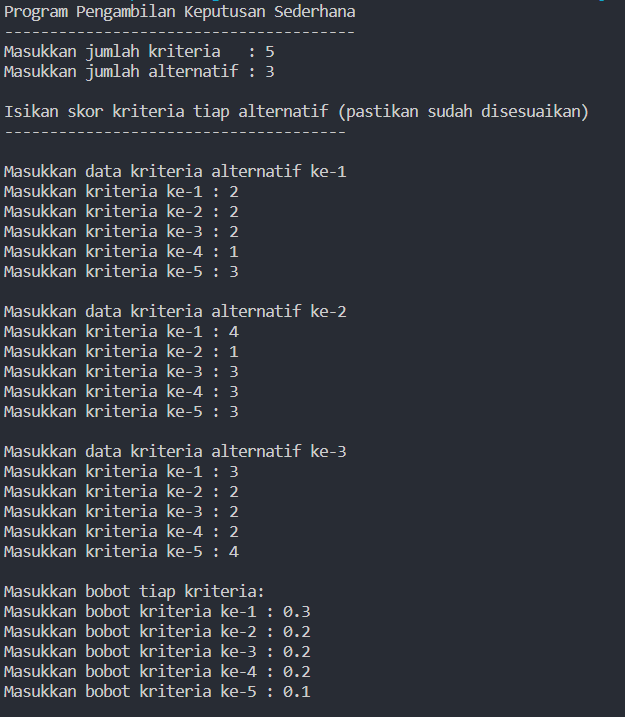 Program Pengambilan Keputusan Sederhana
---------------------------------------
Masukkan jumlah kriteria   : 5
Masukkan jumlah alternatif : 3
Isikan skor kriteria tiap alternatif (pastikan sudah disesuaikan)
--------------------------------------
Masukkan data kriteria alternatif ke-1
Masukkan kriteria ke-1 : 2
Masukkan kriteria ke-2 : 2
Masukkan kriteria ke-3 : 2
Masukkan kriteria ke-4 : 1
Masukkan kriteria ke-5 : 3
Masukkan data kriteria alternatif ke-2
Masukkan kriteria ke-1 : 4
Masukkan kriteria ke-2 : 1
Masukkan kriteria ke-3 : 3
Masukkan kriteria ke-4 : 3
Masukkan kriteria ke-5 : 3
Masukkan data kriteria alternatif ke-3
Masukkan kriteria ke-1 : 3
Masukkan kriteria ke-2 : 2
Masukkan kriteria ke-3 : 2
Masukkan kriteria ke-4 : 2
Masukkan kriteria ke-5 : 4
Masukkan bobot tiap kriteria:
Masukkan bobot kriteria ke-1 : 0.3
Masukkan bobot kriteria ke-2 : 0.2
Masukkan bobot kriteria ke-3 : 0.2
Masukkan bobot kriteria ke-4 : 0.2
Masukkan bobot kriteria ke-5 : 0.1